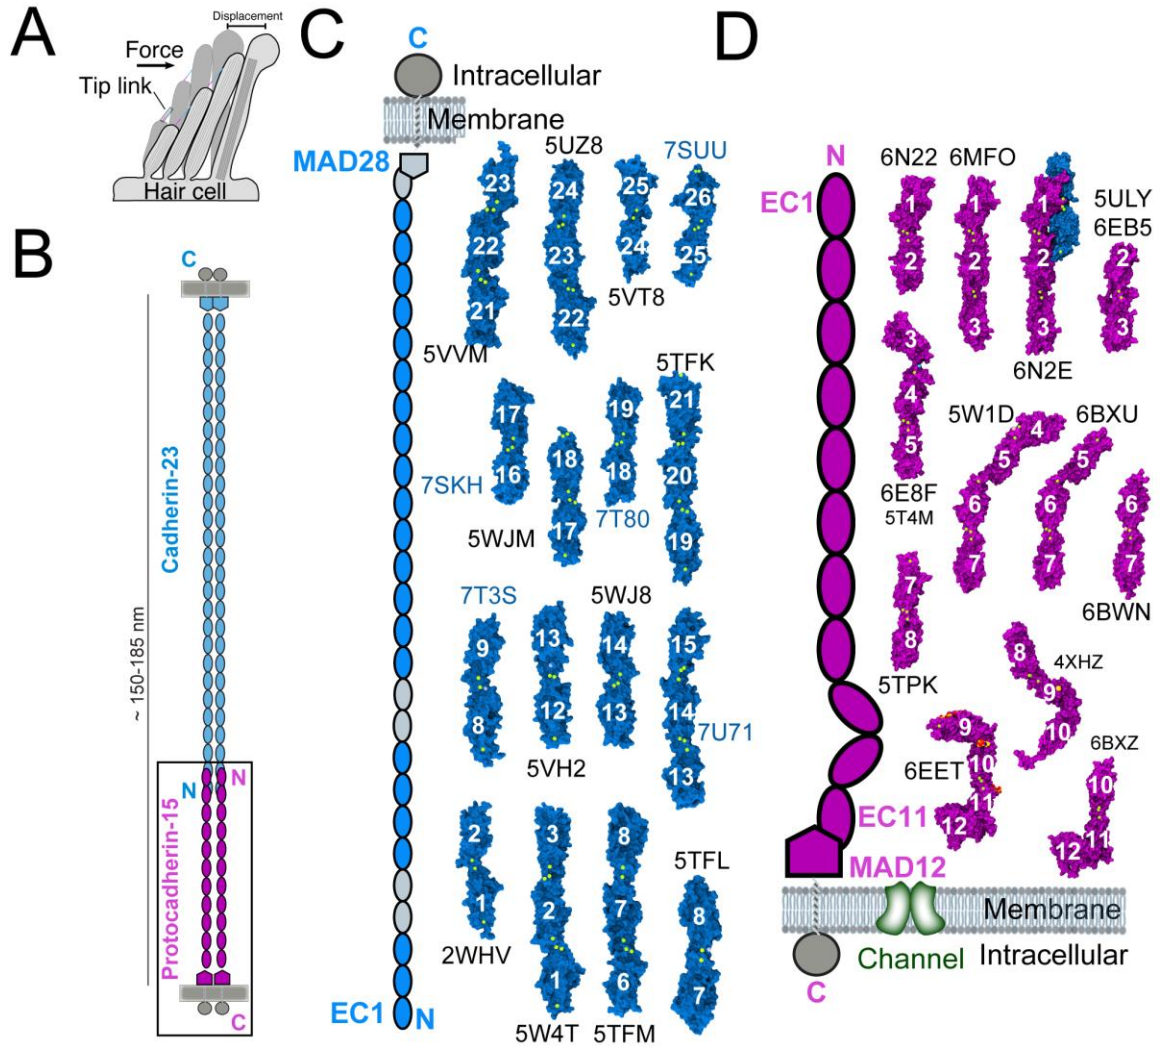 A
Displacement
Force
Tip link
Hair cell
B
C
Cadherin-23
~ 150-185 nm
N
N
Protocadherin-15
C
C
C
Intracellular
Membrane
MAD28
5UZ8
7SUU
23
24
25
26
22
23
24
25
21
22
5VT8
5VVM
5TFK
17
19
21
16
18
18
20
7SKH
7T80
5WJM
17
19
7T3S
5WJ8
9
13
14
15
8
12
13
14
7U71
5VH2
13
2
3
8
5TFL
1
2
7
8
2WHV
1
6
7
EC1
N
5W4T
5TFM
D
N
6N22
6MFO
EC1
5ULY
6EB5
1
1
1
2
2
2
2
3
3
3
6N2E
3
4
5
5W1D
6BXU
4
5
5
6E8F
5T4M
6
6
6
7
7
7
6BWN
7
8
5TPK
8
4XHZ
9
10
9
6BXZ
10
6EET
10
11
12
11
12
EC11
MAD12
Membrane
Channel
Intracellular
C